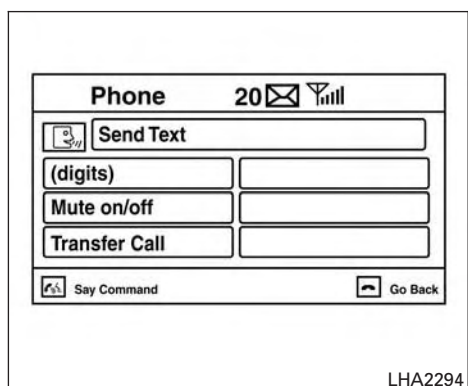 Phone 20
Send Text
(digits)
Mute on/off
Transfer Call
Say Command Go Back
LHA2294